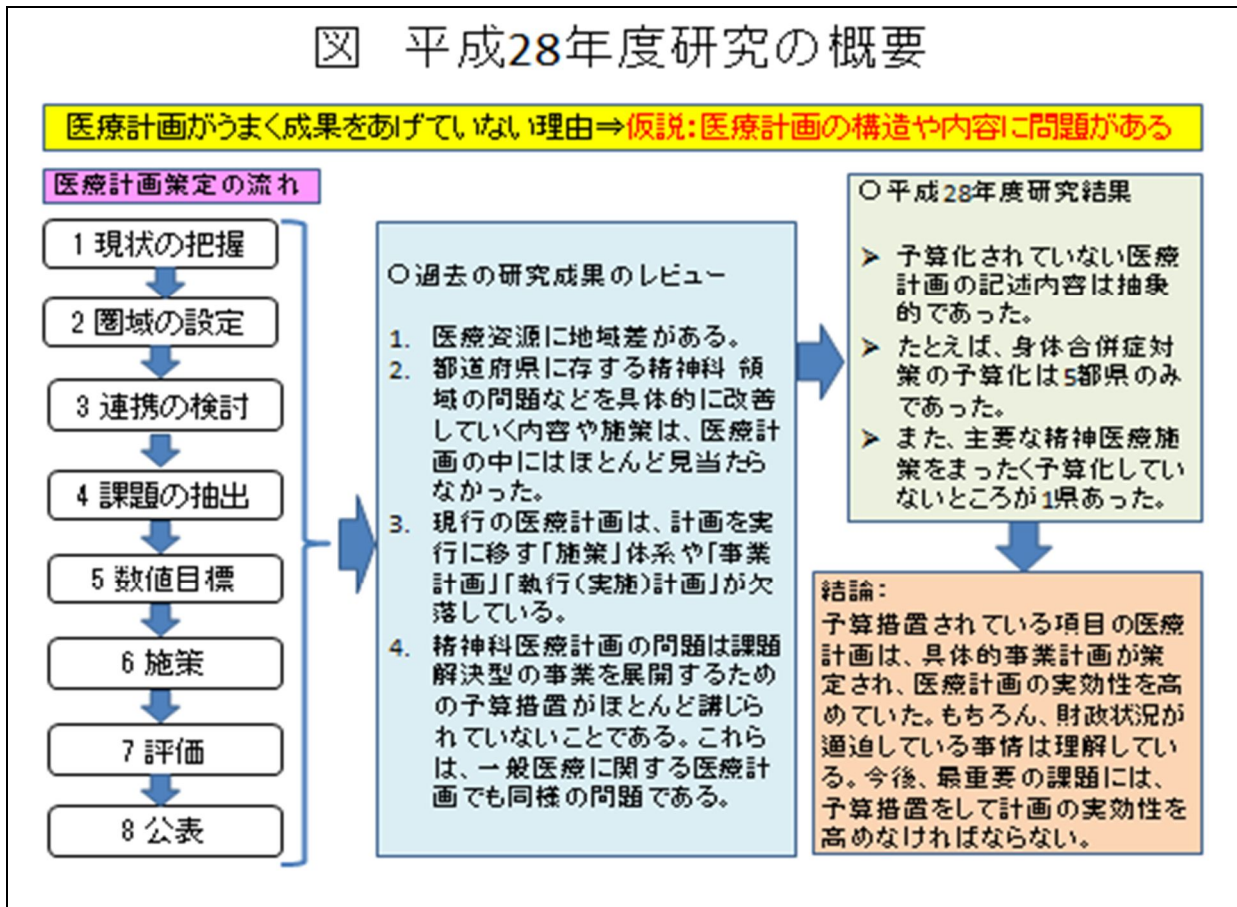 図 平成28年度研究の概要
医療計画がうまく成果をあげていない理由⇒仮説:医療計画の構造や内容に問題がある
医療計画策定の流れ
1 現状の把握
2 圏域の設定
3 連携の検討
4 課題の抽出
5 数値目標
6 施策
7 評価
8 公表
○過去の研究成果のレビュー
1. 医療資源に地域差がある。
2. 都道府県に存する精神科 領
域の問題などを具体的に改善
していく内容や施策は、医療計
画の中にはほとんど見当たら
なかった。
3. 現行の医療計画は、計画を実
行に移す「施策」体系や「事業
計画」「執行(実施)計画」が欠
落している。
4. 精神科医療計画の問題は課題
解決型の事業を展開するため
の予算措置がほとんど講じら
れていないことである。これら
は、一般医療に関する医療計
画でも同様の問題である。
○平成28年度研究結果
➤ 予算化されていない医療
計画の記述内容は抽象
的であった。
➤ たとえば、身体合併症対
策の予算化は5都県のみ
であった。
➤ また、主要な精神医療施
策をまったく予算化してい
ないところが1県あった。
結論:
予算措置されている項目の医療
計画は、具体的事業計画が策
定され、医療計画の実効性を高
めていた。もちろん、財政状況が
逼迫している事情は理解してい
る。今後、最重要の課題には、
予算措置をして計画の実効性を
高めなければならない。